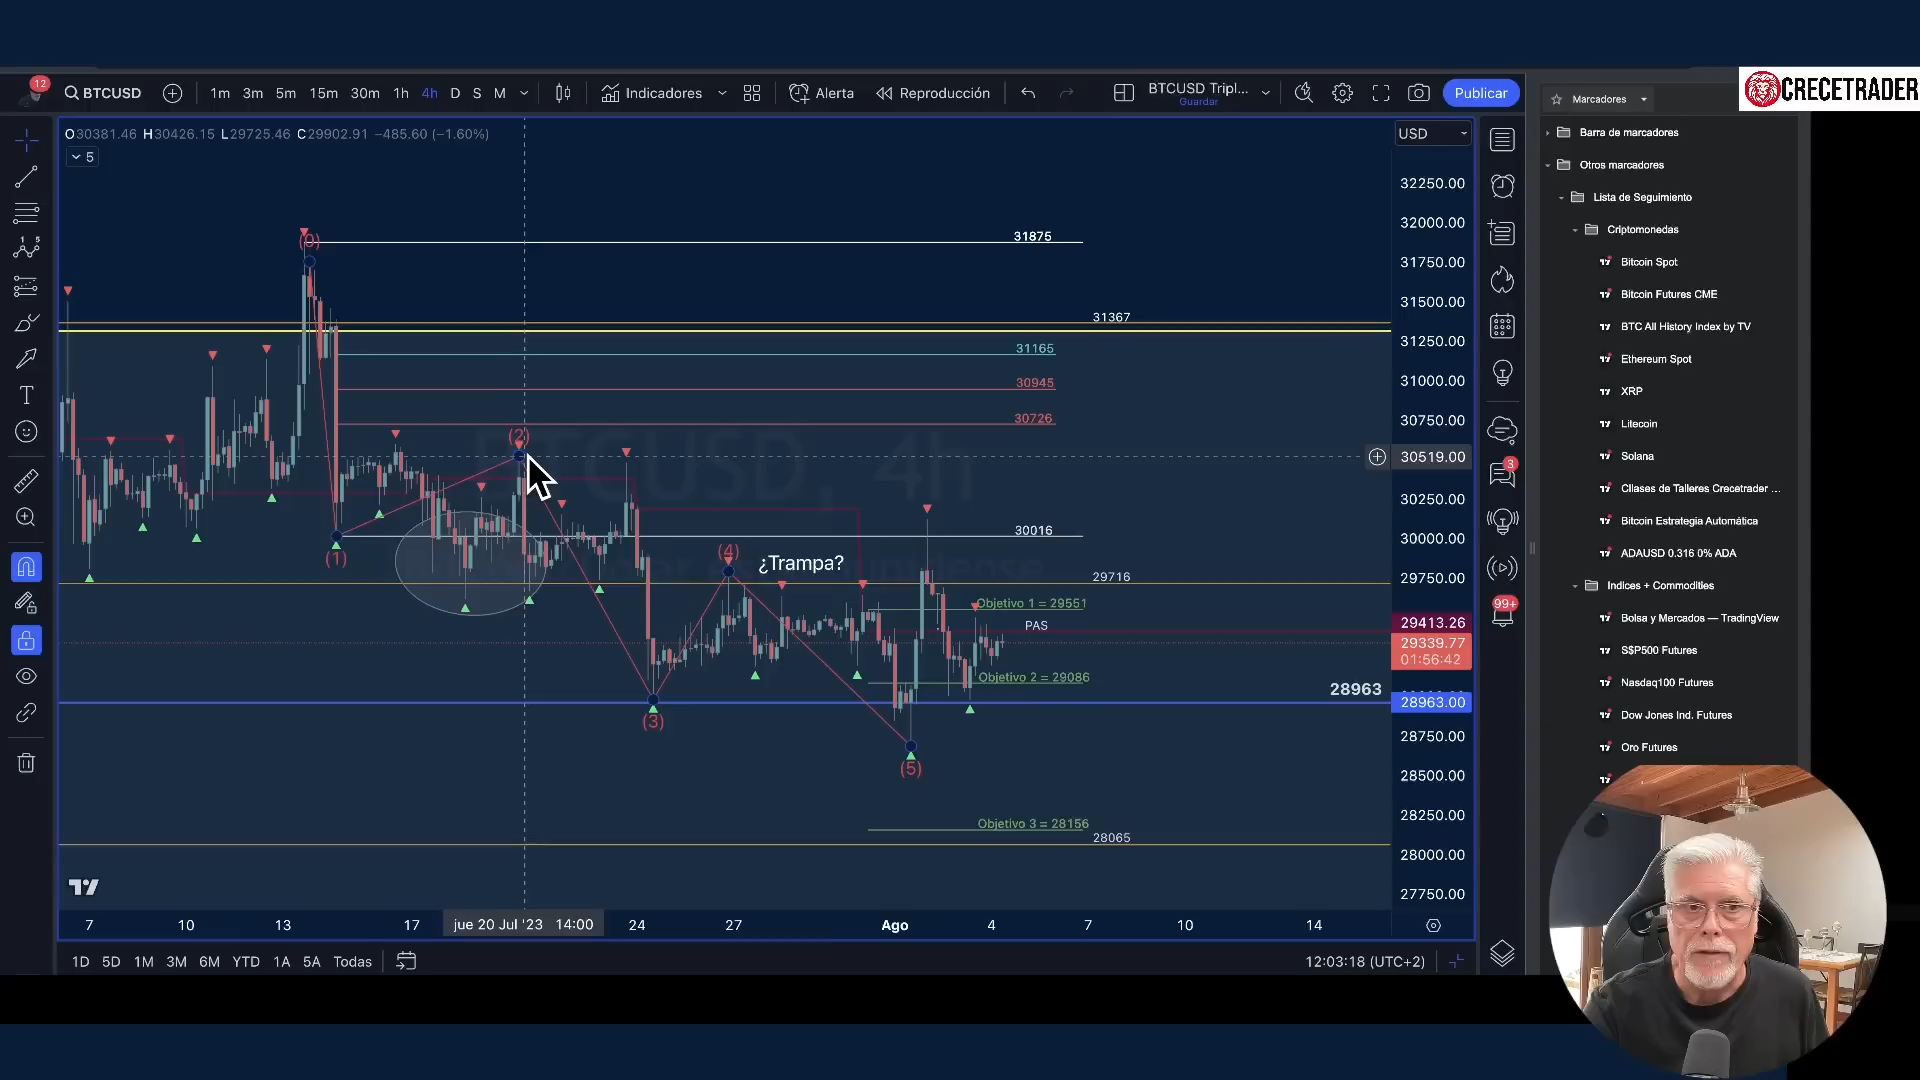 12
BTCUSD
1m 3m 5m 15m 30m 1h 4h D S M
Indicadores
Alerta
Reproducción
BTCUSD Tripl...
Guardar
Publicar
Marcadores
CRECETRADER
O30381.46 H30426.15 L29725.46 C29902.91 −485.60 (−1.60%)
5
USD
Barra de marcadores
Otros marcadores
Lista de Seguimiento
Criptomonedas
Bitcoin Spot
Bitcoin Futures CME
BTC All History Index by TV
Ethereum Spot
XRP
Litecoin
Solana
Cllases de Talleres Crecetrader ...
Bitcoin Estrategia Automática
ADAUSD 0.316 0% ADA
Indices + Commodities
Bolsa y Mercados — TradingView
S$P500 Futures
Nasdaq100 Futures
Dow Jones Ind. Futures
Oro Futures
32250.00
32000.00
31750.00
31500.00
31250.00
31000.00
30750.00
30519.00
30250.00
30000.00
29750.00
29413.26
29339.77
01:56:42
28963.00
28750.00
28500.00
28250.00
28000.00
27750.00
(0)
31875
31367
31165
30945
30726
(2)
BTCUSD, 4h
30016
(1)
(4)
¿Trampa?
29716
Objetivo 1 = 29551
PAS
Objetivo 2 = 29086
28963
(3)
(5)
Objetivo 3 = 28156
28065
3
99+
7 10 13 17 jue 20 Jul '23 14:00 24 27 Ago 4 7 10 14
1D 5D 1M 3M 6M YTD 1A 5A Todas
12:03:18 (UTC+2)